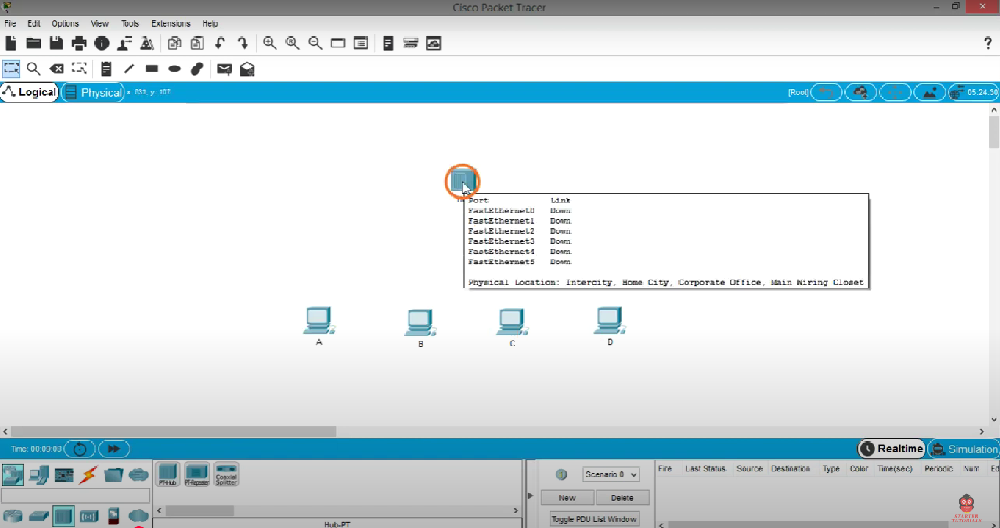 Cisco Packet Tracer
File Edit Options View Tools Extensions Help
?
Logical Physical x: 631, y: 107 [Root] 05:24:30
Port Link
FastEthernet0 Down
FastEthernet1 Down
FastEthernet2 Down
FastEthernet3 Down
FastEthernet4 Down
FastEthernet5 Down
Physical Location: Intercity, Home City, Corporate Office, Main Wiring Closet
A B C D
Time: 00:09:09 Realtime Simulation
PT-Hub PT-Repeater Coaxial Splitter
Scenario 0
Fire Last Status Source Destination Type Color Time(sec) Periodic Num Ed
New Delete
Toggle PDU List Window
Hub-PT
STARTER
TUTORIALS